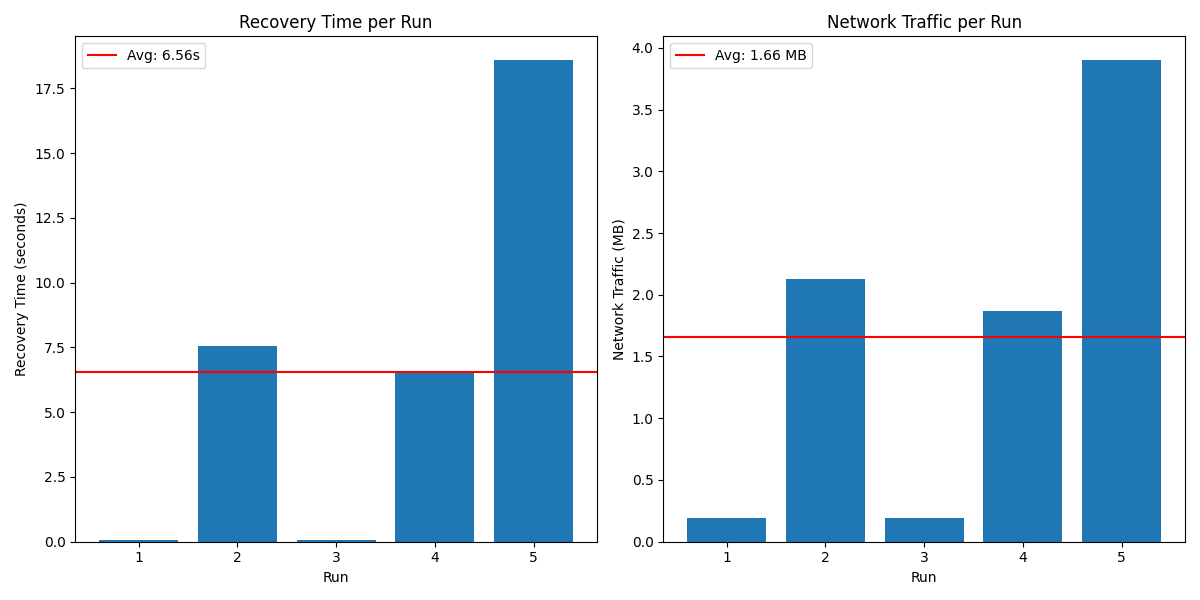 Recovery Time per Run
Avg: 6.56s
Recovery Time (seconds)
17.5
15.0
12.5
10.0
7.5
5.0
2.5
0.0
1 2 3 4 5
Run
Network Traffic per Run
Avg: 1.66 MB
Network Traffic (MB)
4.0
3.5
3.0
2.5
2.0
1.5
1.0
0.5
0.0
1 2 3 4 5
Run